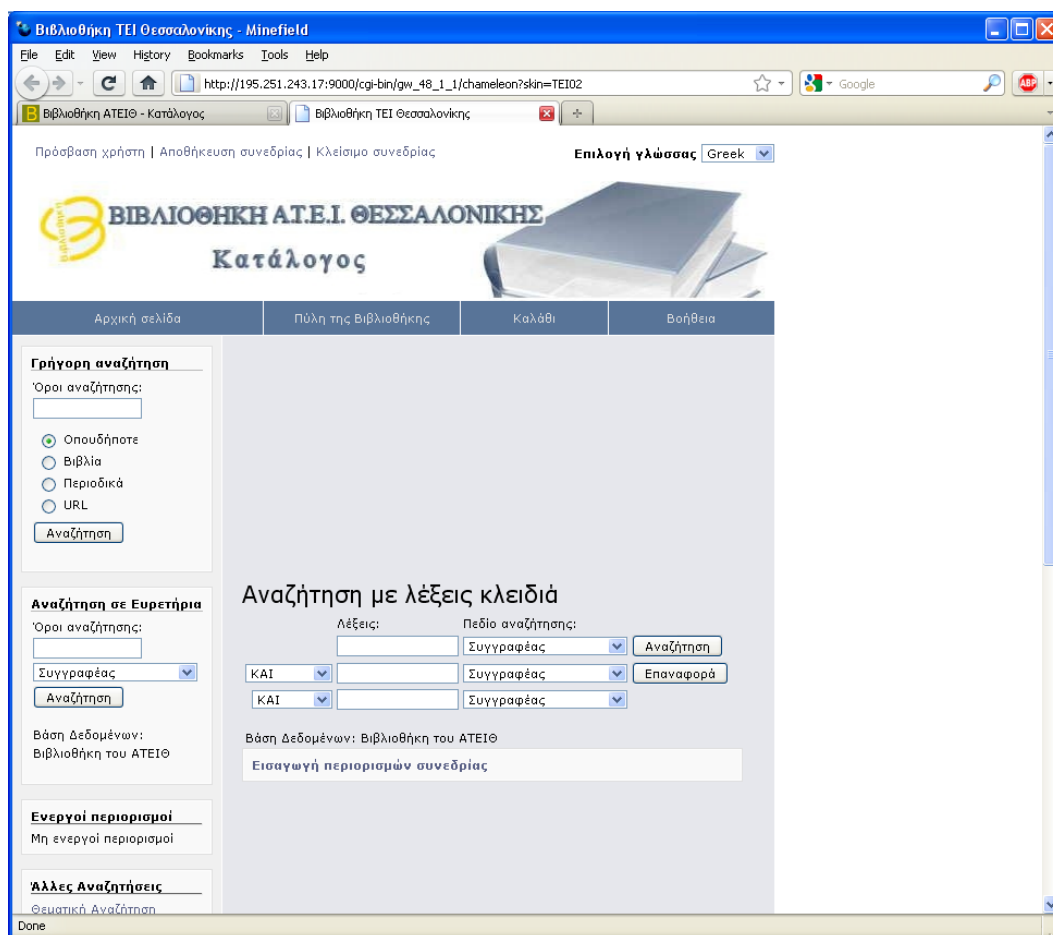 Βιβλιοθήκη ΤΕΙ Θεσσαλονίκης - Minefield
File Edit View History Bookmarks Tools Help
http://195.251.243.17:9000/cgi-bin/gw_48_1_1/chameleon?skin=TEI02 Google ABP
Βιβλιοθήκη ΑΤΕΙΘ - Κατάλογος Βιβλιοθήκη ΤΕΙ Θεσσαλονίκης
Πρόσβαση χρήστη | Αποθήκευση συνεδρίας | Κλείσιμο συνεδρίας Επιλογή γλώσσας Greek
Βιβλιοθήκη
ΒΙΒΛΙΟΘΗΚΗ Α.Τ.Ε.Ι. ΘΕΣΣΑΛΟΝΙΚΗΣ
Κατάλογος
Αρχική σελίδα Πύλη της Βιβλιοθήκης Καλάθι Βοήθεια
Γρήγορη αναζήτηση
Όροι αναζήτησης:
Οπουδήποτε
Βιβλία
Περιοδικά
URL
Αναζήτηση
Αναζήτηση σε Ευρετήρια
Όροι αναζήτησης:
Συγγραφέας
Αναζήτηση
Βάση Δεδομένων:
Βιβλιοθήκη του ΑΤΕΙΘ
Ενεργοί περιορισμοί
Μη ενεργοί περιορισμοί
Άλλες Αναζητήσεις
Θεματική Αναζήτηση
Αναζήτηση με λέξεις κλειδιά
Λέξεις: Πεδίο αναζήτησης:
Συγγραφέας Αναζήτηση
ΚΑΙ Συγγραφέας Επαναφορά
ΚΑΙ Συγγραφέας
Βάση Δεδομένων: Βιβλιοθήκη του ΑΤΕΙΘ
Εισαγωγή περιορισμών συνεδρίας
Done